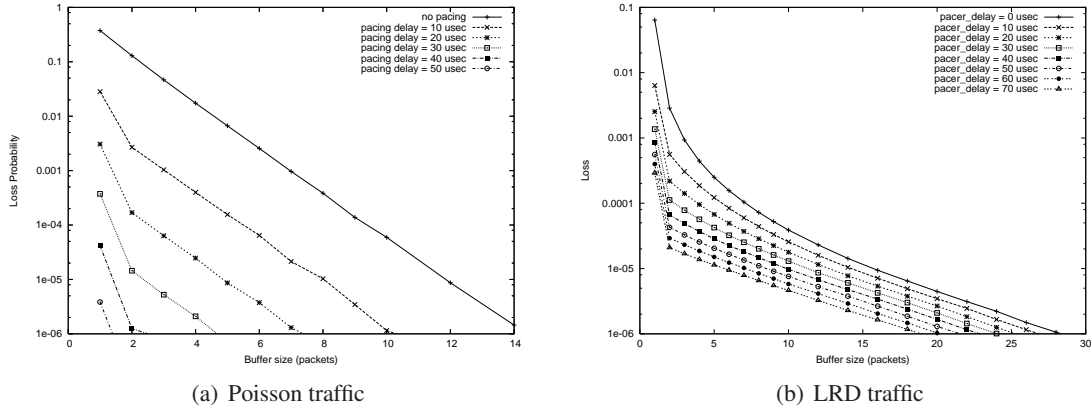 1
0.1
0.01
0.001
1e-04
1e-05
1e-06
Loss Probability
0 2 4 6 8 10 12 14
Buffer size (packets)
no pacing
pacing delay = 10 usec
pacing delay = 20 usec
pacing delay = 30 usec
pacing delay = 40 usec
pacing delay = 50 usec
(a) Poisson traffic
0.1
0.01
0.001
0.0001
1e-05
1e-06
Loss
0 5 10 15 20 25 30
Buffer size (packets)
pacer_delay = 0 usec
pacer_delay = 10 usec
pacer_delay = 20 usec
pacer_delay = 30 usec
pacer_delay = 40 usec
pacer_delay = 50 usec
pacer_delay = 60 usec
pacer_delay = 70 usec
(b) LRD traffic